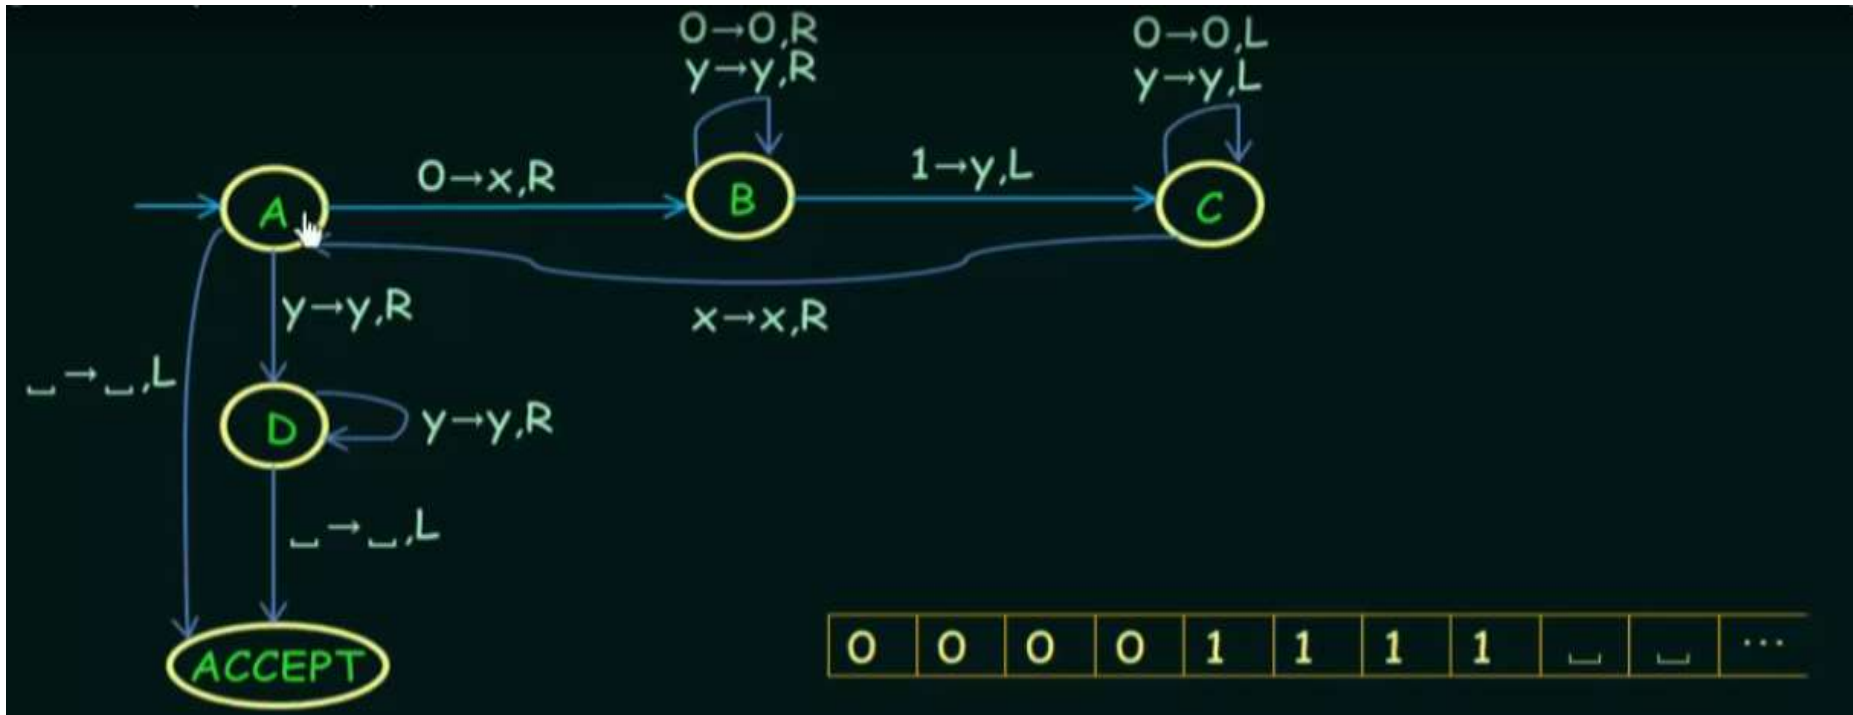 0→0,R
y→y,R
0→0,L
y→y,L
0→x,R
1→y,L
A
B
C
y→y,R
x→x,R
␣→␣,L
D
y→y,R
␣→␣,L
ACCEPT
0 0 0 0 1 1 1 1 ␣ ␣ ...